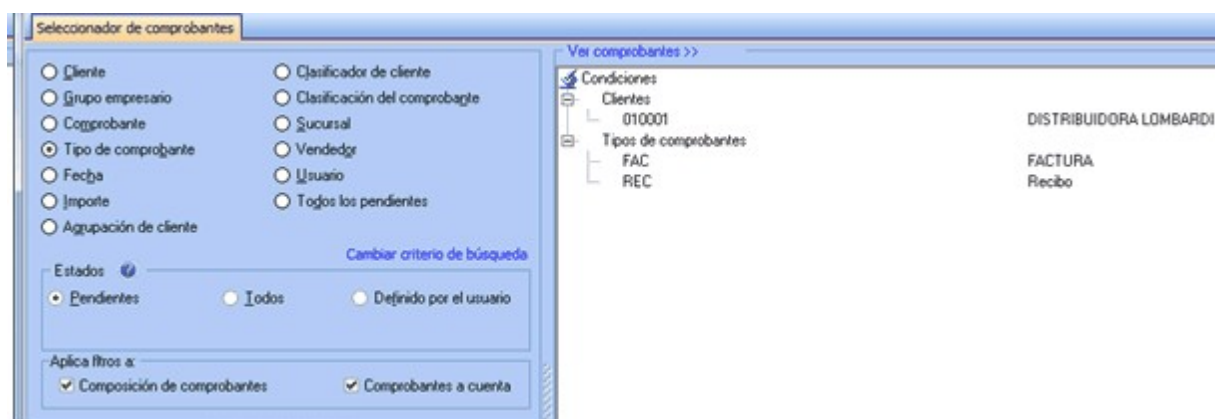 Seleccionador de comprobantes
Cliente
Clasificador de cliente
Grupo empresario
Clasificación del comprobante
Comprobante
Sucursal
Tipo de comprobante
Vendedor
Fecha
Usuario
Importe
Todos los pendientes
Agrupación de cliente
Cambiar criterio de búsqueda
Estados
Pendientes
Todos
Definido por el usuario
Aplica fitros a:
Composición de comprobantes
Comprobantes a cuenta
Ver comprobantes >>
Condiciones
Clientes
010001 DISTRIBUIDORA LOMBARDI
Tipos de comprobantes
FAC FACTURA
REC Recibo